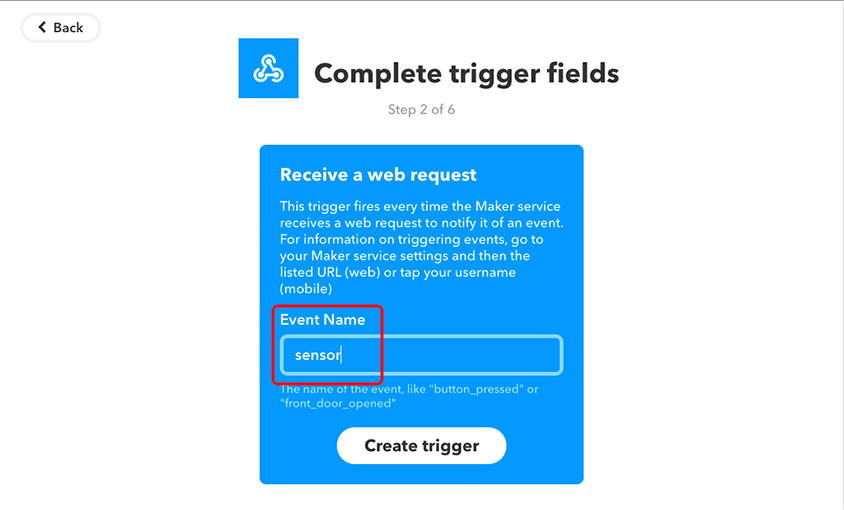 Back
Complete trigger fields
Step 2 of 6
Receive a web request
This trigger fires every time the Maker service
receives a web request to notify it of an event.
For information on triggering events, go to
your Maker service settings and then the
listed URL (web) or tap your username
(mobile)
Event Name
sensor
The name of the event, like "button_pressed" or
"front_door_opened"
Create trigger